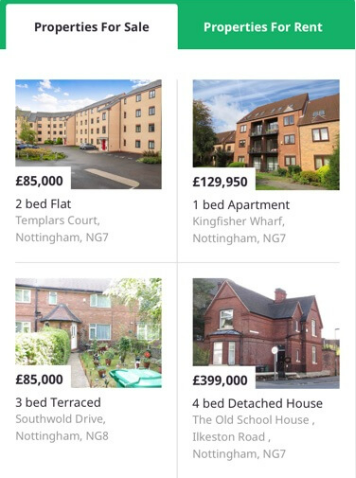 Properties For Sale
Properties For Rent
£85,000
2 bed Flat
Templars Court,
Nottingham, NG7
£129,950
1 bed Apartment
Kingfisher Wharf,
Nottingham, NG7
£85,000
3 bed Terraced
Southwold Drive,
Nottingham, NG8
£399,000
4 bed Detached House
The Old School House ,
Ilkeston Road ,
Nottingham, NG7